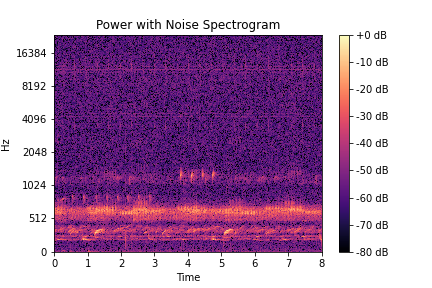 Power with Noise Spectrogram
Hz
16384
8192
4096
2048
1024
512
0
0 1 2 3 4 5 6 7 8
Time
+0 dB
-10 dB
-20 dB
-30 dB
-40 dB
-50 dB
-60 dB
-70 dB
-80 dB